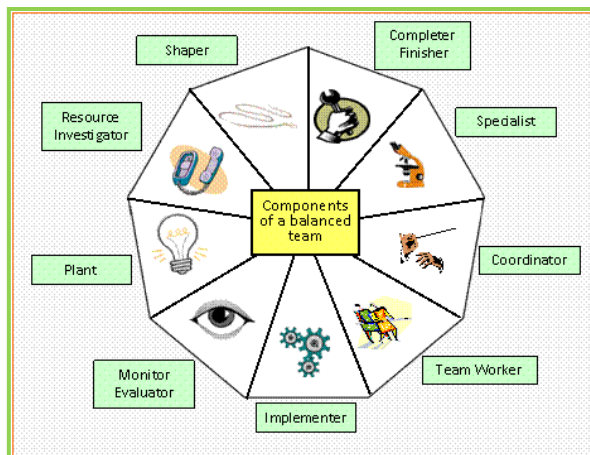 Shaper
Completer
Finisher
Resource
Investigator
Specialist
Components
of a balanced
team
Plant
Coordinator
Monitor
Evaluator
Team Worker
Implementer